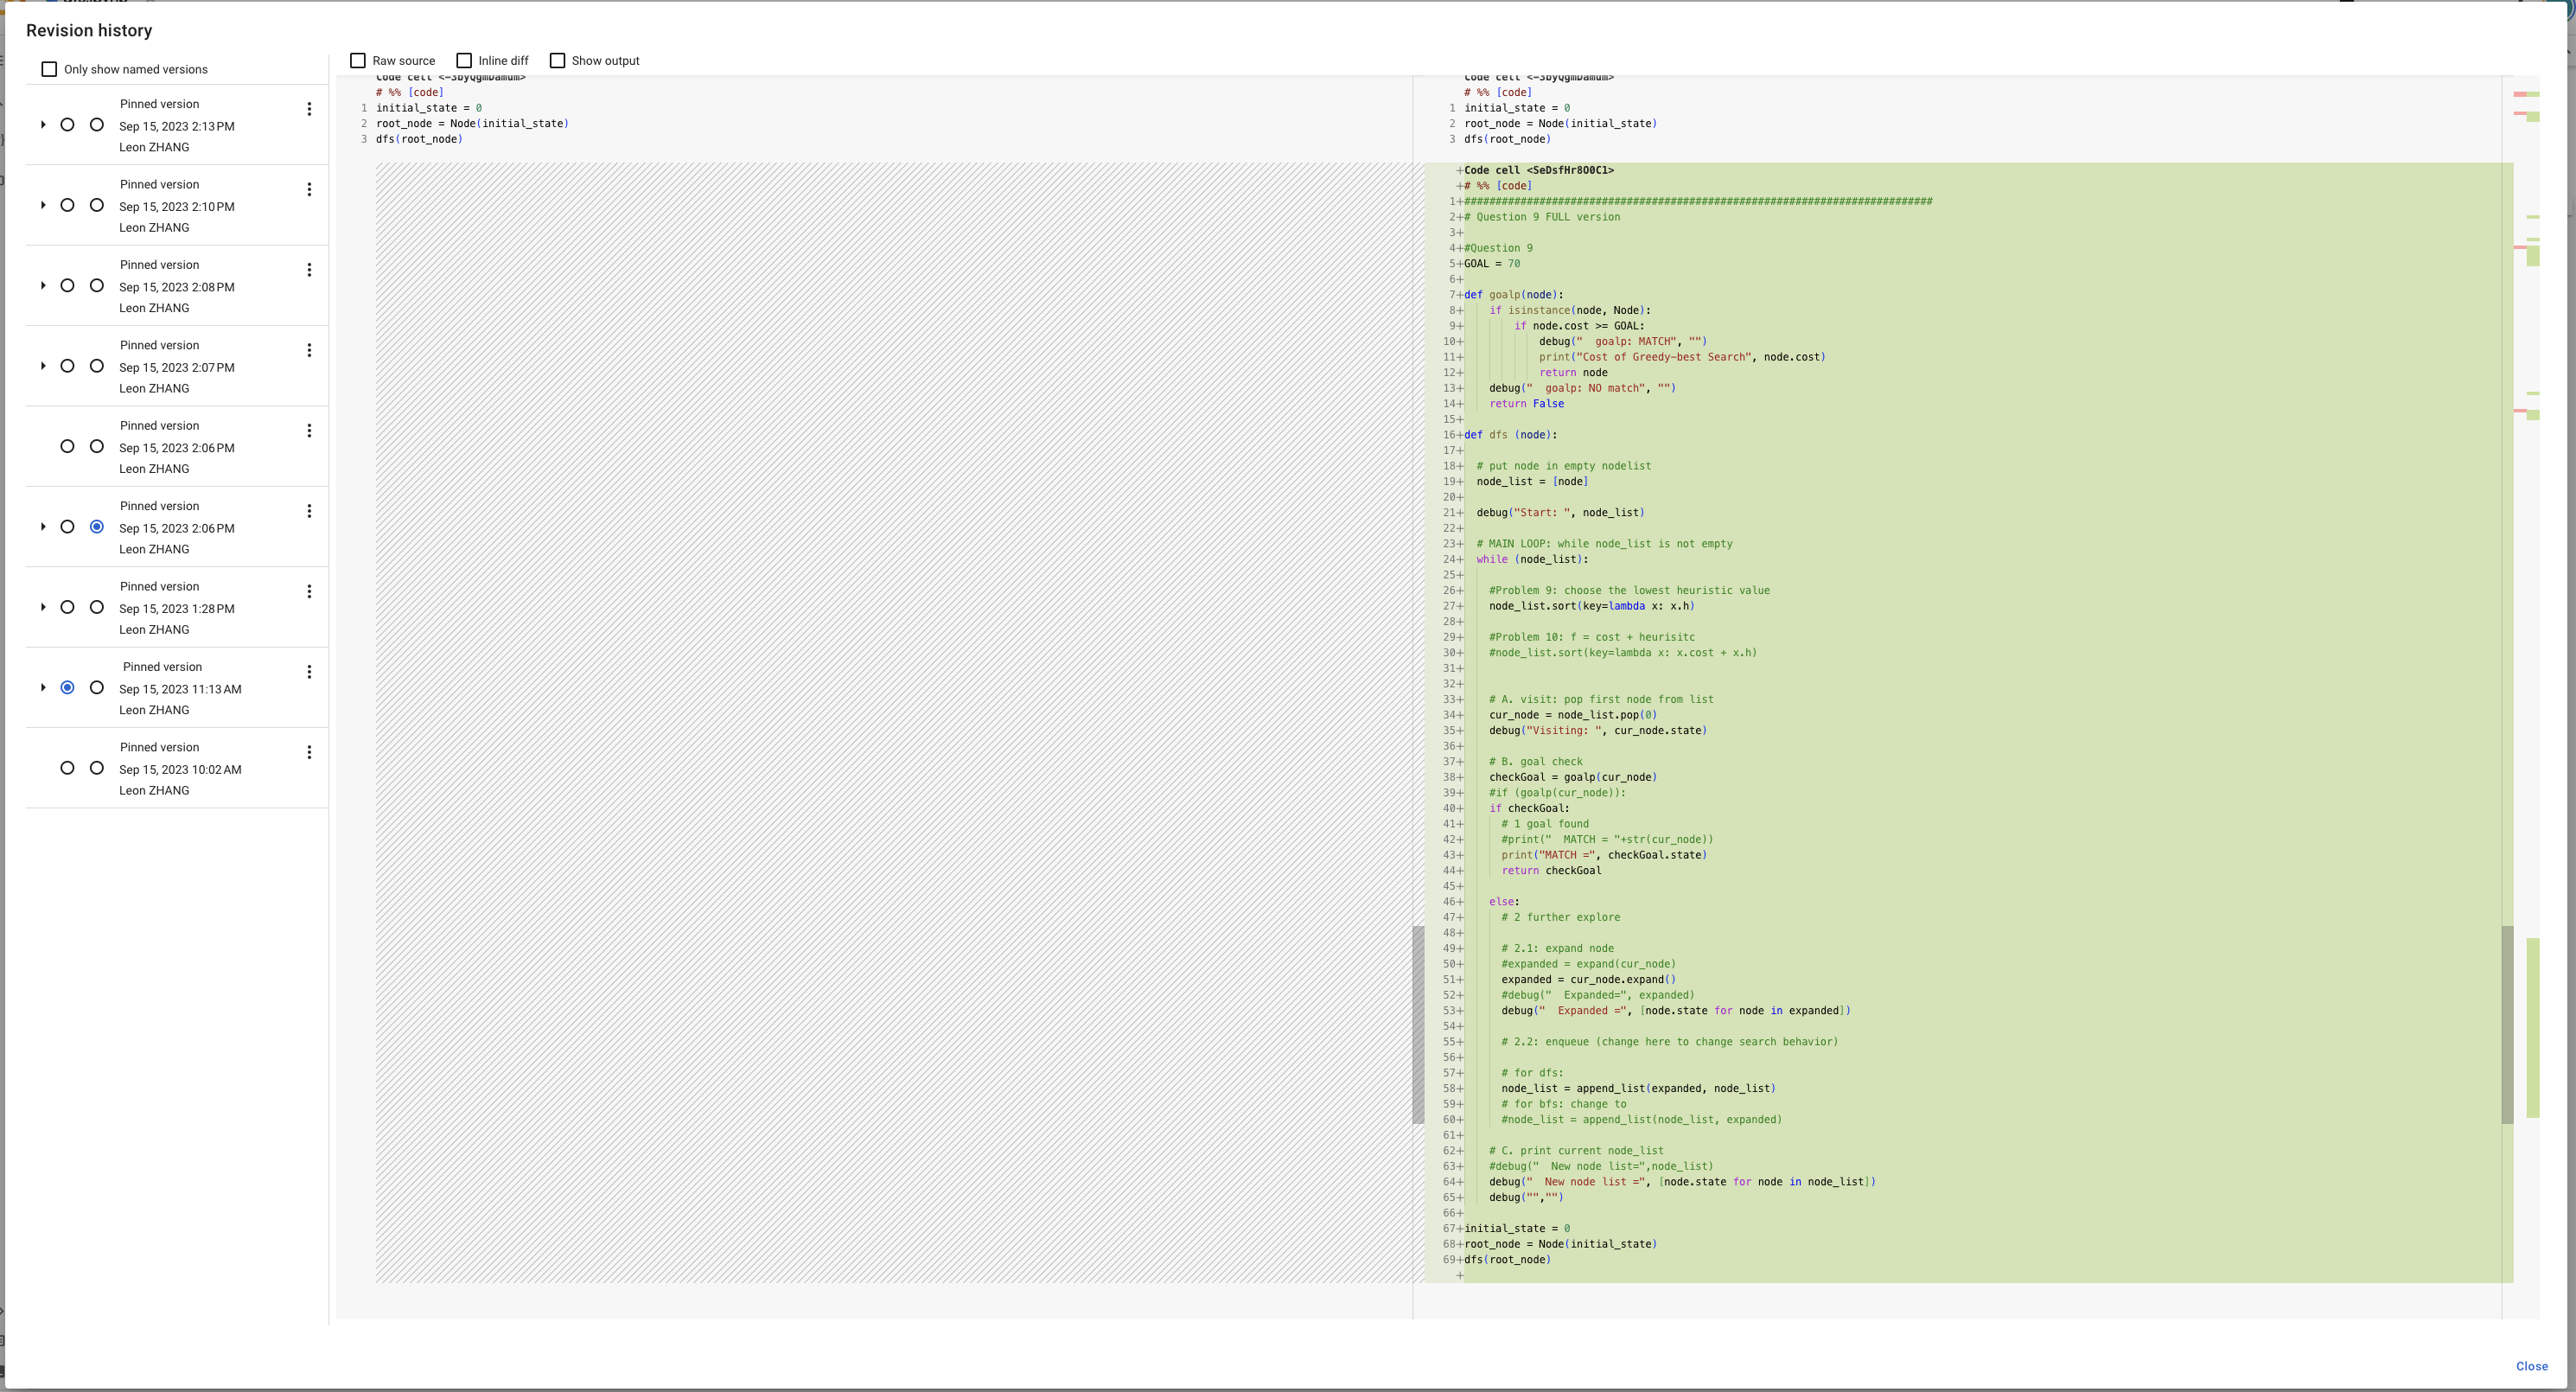 Revision history
Only show named versions
Pinned version
Sep 15, 2023 2:13 PM
Leon ZHANG
Pinned version
Sep 15, 2023 2:10 PM
Leon ZHANG
Pinned version
Sep 15, 2023 2:08 PM
Leon ZHANG
Pinned version
Sep 15, 2023 2:07 PM
Leon ZHANG
Pinned version
Sep 15, 2023 2:06 PM
Leon ZHANG
Pinned version
Sep 15, 2023 2:06 PM
Leon ZHANG
Pinned version
Sep 15, 2023 1:28 PM
Leon ZHANG
Pinned version
Sep 15, 2023 11:13 AM
Leon ZHANG
Pinned version
Sep 15, 2023 10:02 AM
Leon ZHANG
Raw source Inline diff Show output
Code cell <-3byQgmDamum>
# %% [code]
1 initial_state = 0
2 root_node = Node(initial_state)
3 dfs(root_node)
Code cell <-3byQgmDamum>
# %% [code]
1 initial_state = 0
2 root_node = Node(initial_state)
3 dfs(root_node)
+Code cell <SeDsfHr8O0C1>
+# %% [code]
1+###########################################################################
2+# Question 9 FULL version
3+
4+#Question 9
5+GOAL = 70
6+
7+def goalp(node):
8+    if isinstance(node, Node):
9+        if node.cost >= GOAL:
10+            debug("  goalp: MATCH", "")
11+            print("Cost of Greedy-best Search", node.cost)
12+            return node
13+    debug("  goalp: NO match", "")
14+    return False
15+
16+def dfs (node):
17+
18+  # put node in empty nodelist
19+  node_list = [node]
20+
21+  debug("Start: ", node_list)
22+
23+  # MAIN LOOP: while node_list is not empty
24+  while (node_list):
25+
26+    #Problem 9: choose the lowest heuristic value
27+    node_list.sort(key=lambda x: x.h)
28+
29+    #Problem 10: f = cost + heurisitc
30+    #node_list.sort(key=lambda x: x.cost + x.h)
31+
32+
33+    # A. visit: pop first node from list
34+    cur_node = node_list.pop(0)
35+    debug("Visiting: ", cur_node.state)
36+
37+    # B. goal check
38+    checkGoal = goalp(cur_node)
39+    #if (goalp(cur_node)):
40+    if checkGoal:
41+      # 1 goal found
42+      #print("  MATCH = "+str(cur_node))
43+      print("MATCH =", checkGoal.state)
44+      return checkGoal
45+
46+    else:
47+      # 2 further explore
48+
49+      # 2.1: expand node
50+      #expanded = expand(cur_node)
51+      expanded = cur_node.expand()
52+      #debug("  Expanded=", expanded)
53+      debug("  Expanded =", [node.state for node in expanded])
54+
55+      # 2.2: enqueue (change here to change search behavior)
56+
57+      # for dfs:
58+      node_list = append_list(expanded, node_list)
59+      # for bfs: change to
60+      #node_list = append_list(node_list, expanded)
61+
62+    # C. print current node_list
63+    #debug("  New node list=",node_list)
64+    debug("  New node list =", [node.state for node in node_list])
65+    debug("","")
66+
67+initial_state = 0
68+root_node = Node(initial_state)
69+dfs(root_node)
+
Close